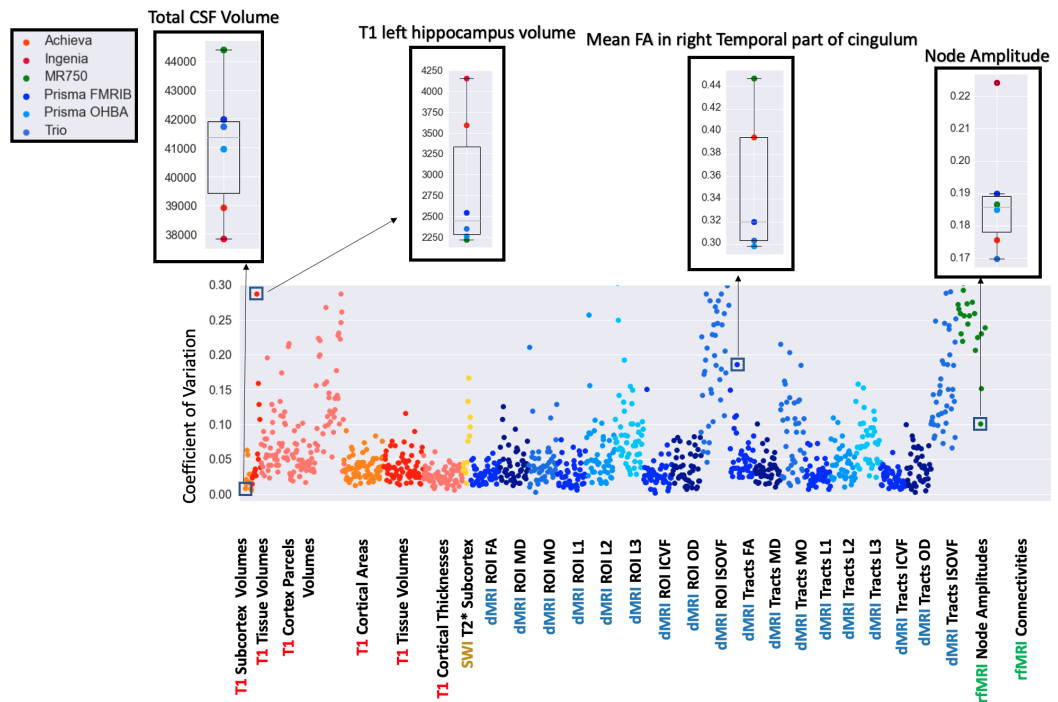 Total CSF Volume
T1 left hippocampus volume
Mean FA in right Temporal part of cingulum
Node Amplitude
Achieva
Ingenia
MR750
Prisma FMRIB
Prisma OHBA
Trio
44000
43000
42000
41000
40000
39000
38000
4250
4000
3750
3500
3250
3000
2750
2500
2250
0.44
0.42
0.40
0.38
0.36
0.34
0.32
0.30
0.22
0.21
0.20
0.19
0.18
0.17
Coefficient of Variation
0.30
0.25
0.20
0.15
0.10
0.05
0.00
T1 Subcortex Volumes
T1 Tissue Volumes
T1 Cortex Parcels
Volumes
T1 Cortical Areas
T1 Tissue Volumes
T1 Cortical Thicknesses
SWI T2* Subcortex
dMRI ROI FA
dMRI ROI MD
dMRI ROI MO
dMRI ROI L1
dMRI ROI L2
dMRI ROI L3
dMRI ROI ICVF
dMRI ROI OD
dMRI ROI ISOVF
dMRI Tracts FA
dMRI Tracts MD
dMRI Tracts MO
dMRI Tracts L1
dMRI Tracts L2
dMRI Tracts L3
dMRI Tracts ICVF
dMRI Tracts OD
dMRI Tracts ISOVF
rfMRI Node Amplitudes
rfMRI Connectivities